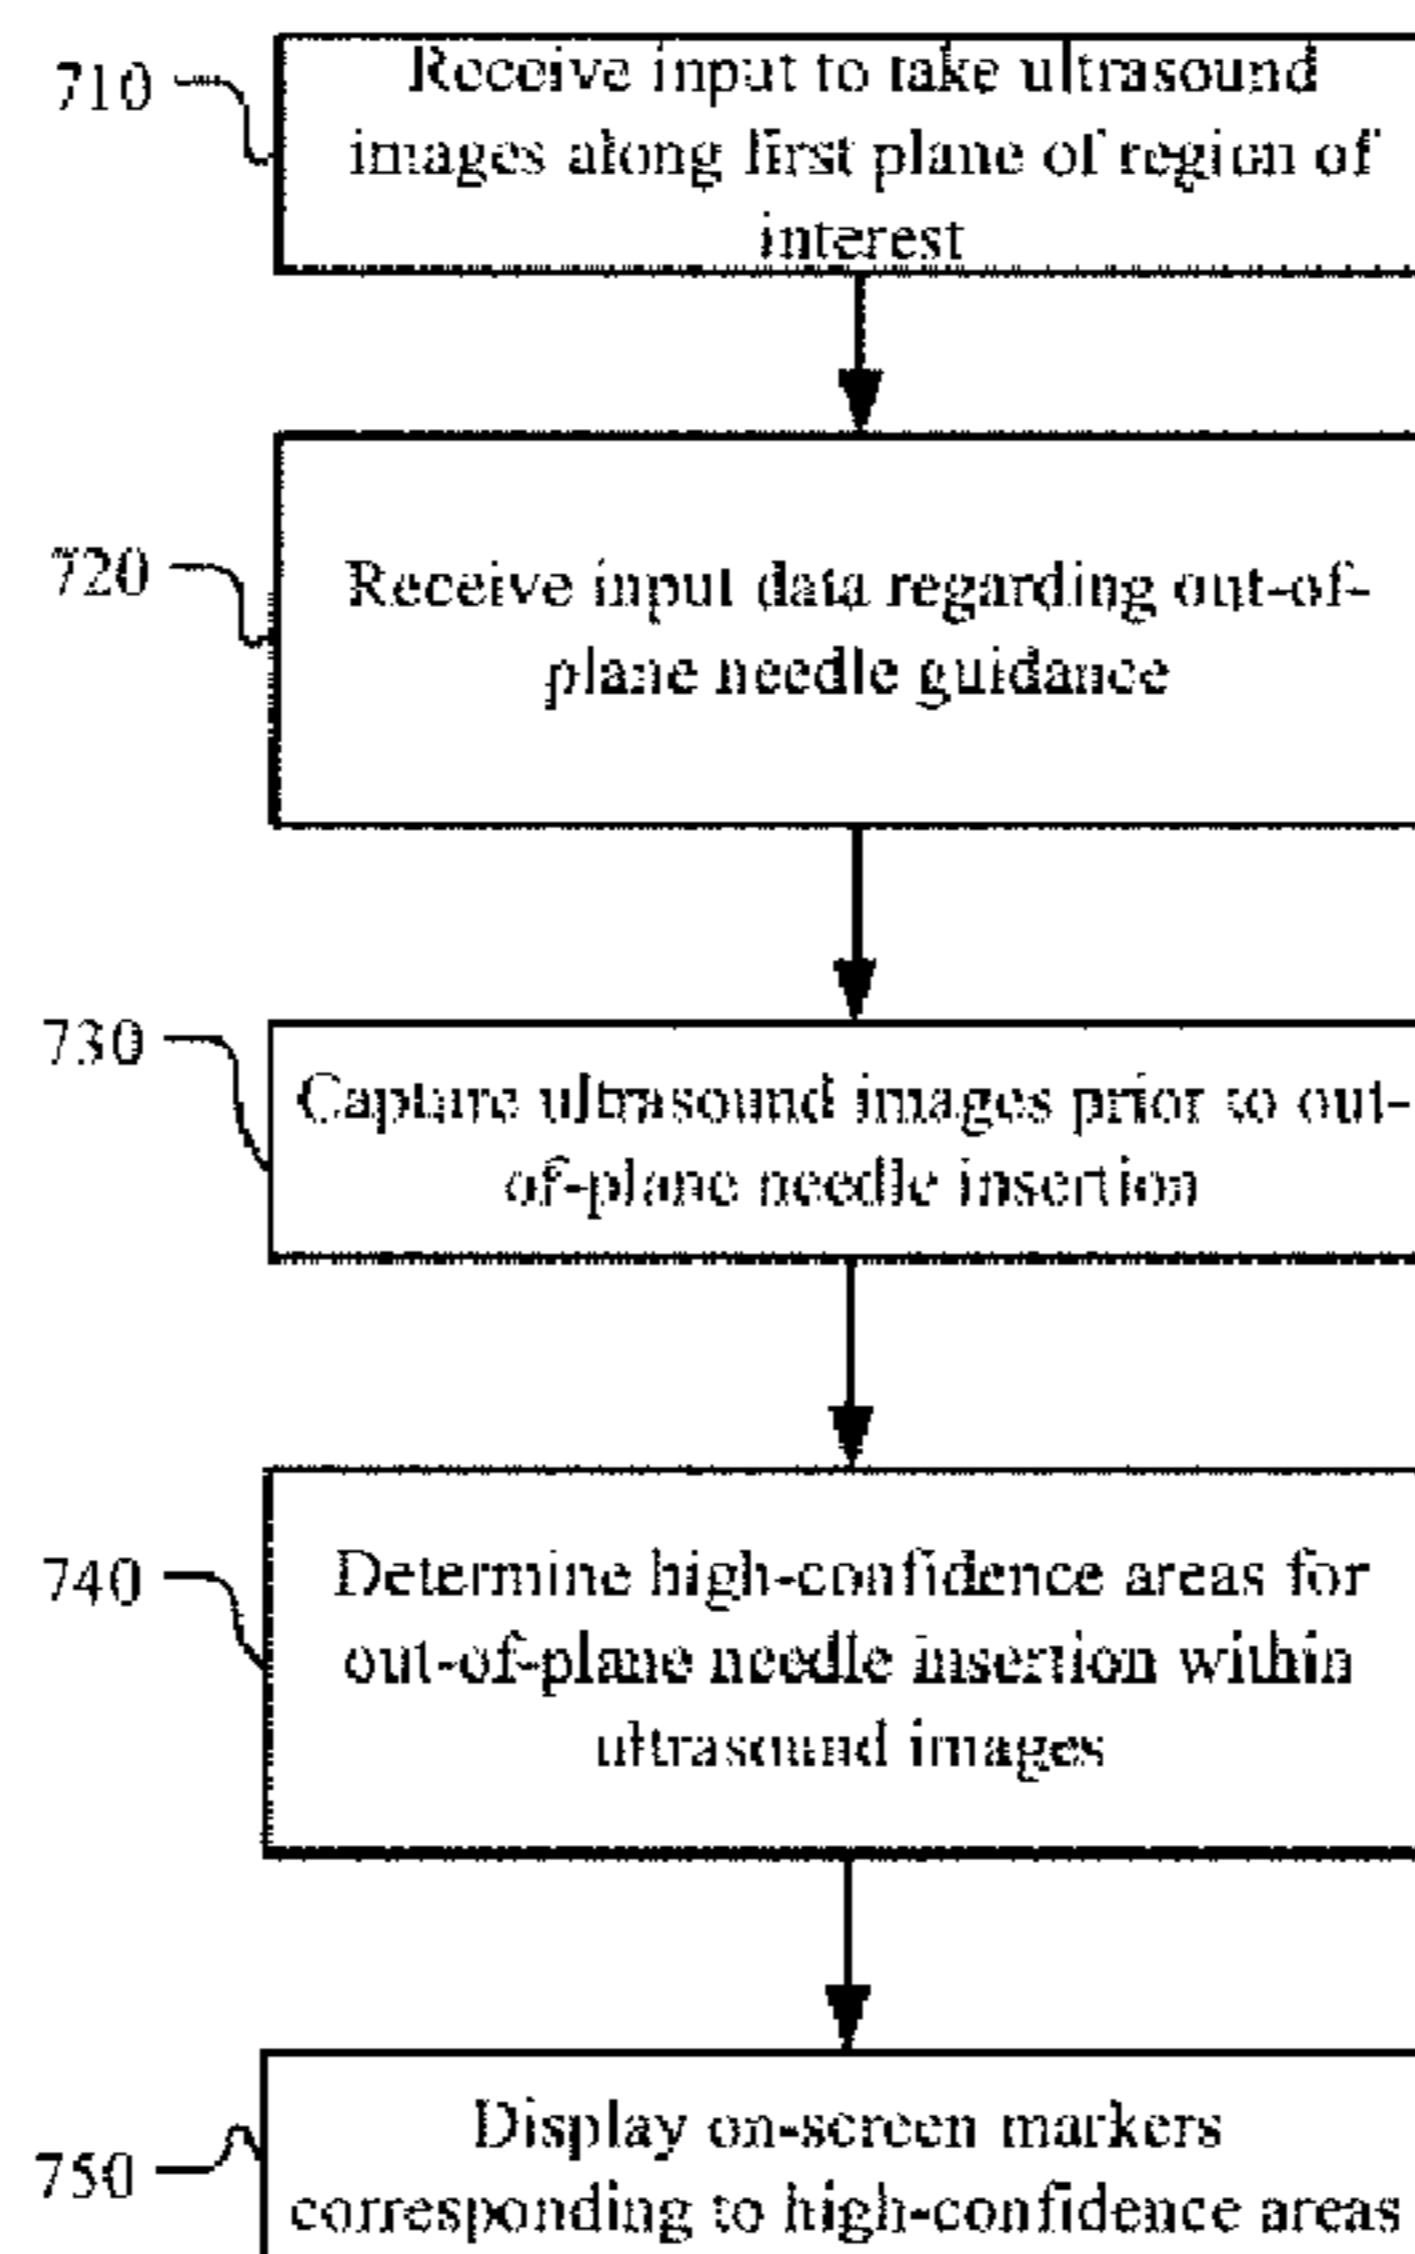 710
Receive input to take ultrasound
images along first plane of region of
interest
720
Receive input data regarding out-of-
plane needle guidance
730
Capture ultrasound images prior to out-
of-plane needle insertion
740
Determine high-confidence areas for
out-of-plane needle insertion within
ultrasound images
750
Display on-screen markers
corresponding to high-confidence areas